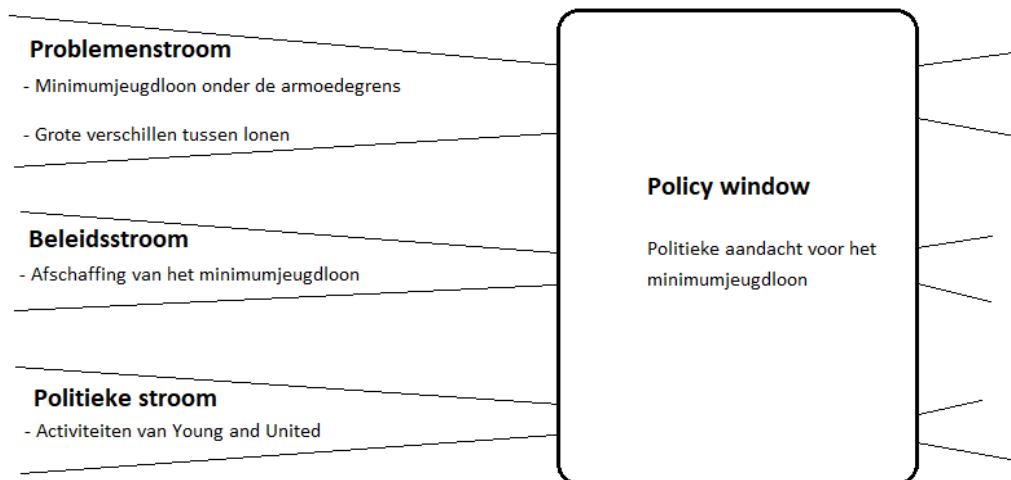 Problemenstroom
- Minimumjeugdloon onder de armoedegrens
- Grote verschillen tussen lonen
Beleidsstroom
- Afschaffing van het minimumjeugdloon
Politieke stroom
- Activiteiten van Young and United
Policy window
Politieke aandacht voor het
minimumjeugdloon